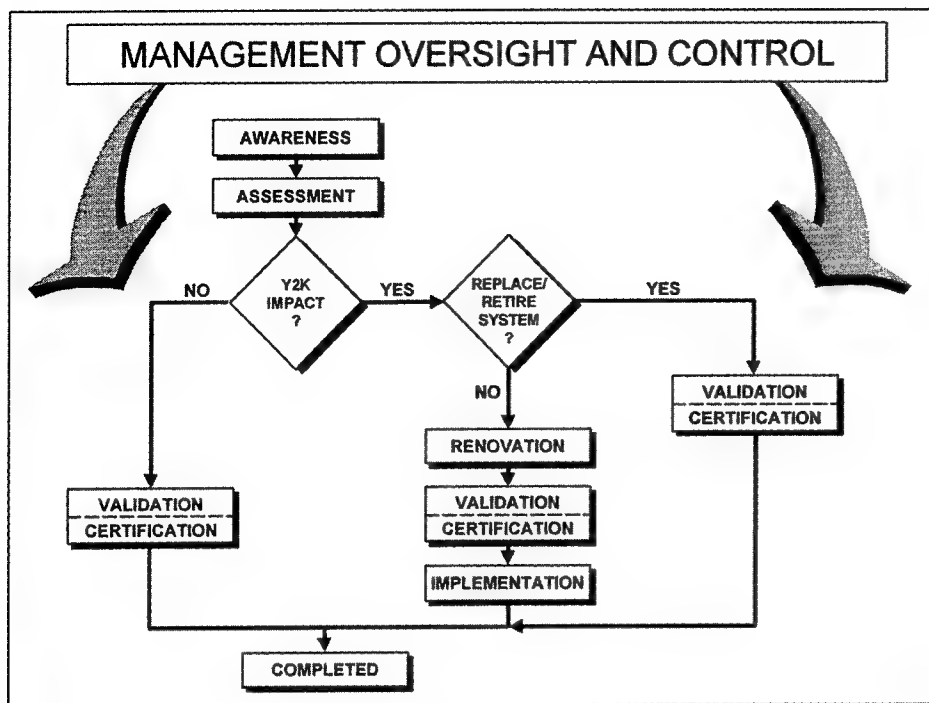 MANAGEMENT OVERSIGHT AND CONTROL
AWARENESS
ASSESSMENT
NO
Y2K
IMPACT
?
YES
REPLACE/
RETIRE
SYSTEM
?
YES
NO
VALIDATION
CERTIFICATION
RENOVATION
VALIDATION
CERTIFICATION
VALIDATION
CERTIFICATION
IMPLEMENTATION
COMPLETED